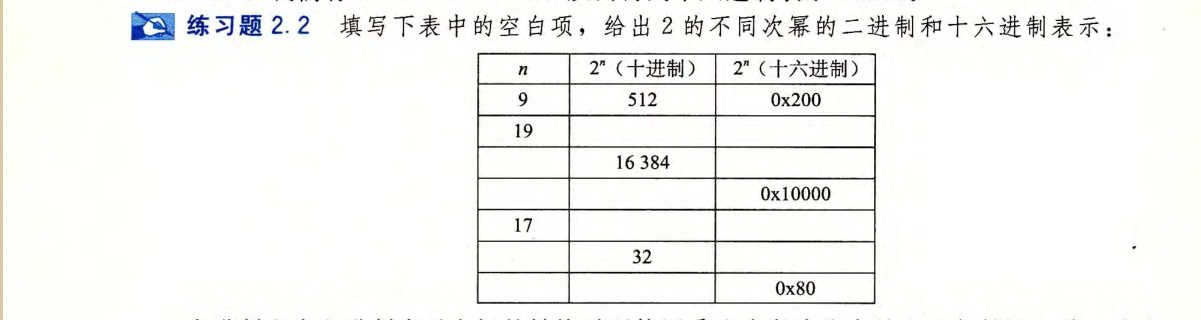 练习题 2.2 填写下表中的空白项，给出 2 的不同次幂的二进制和十六进制表示：
n 2ⁿ（十进制） 2ⁿ（十六进制）
9 512 0x200
19
16 384
0x10000
17
32
0x80